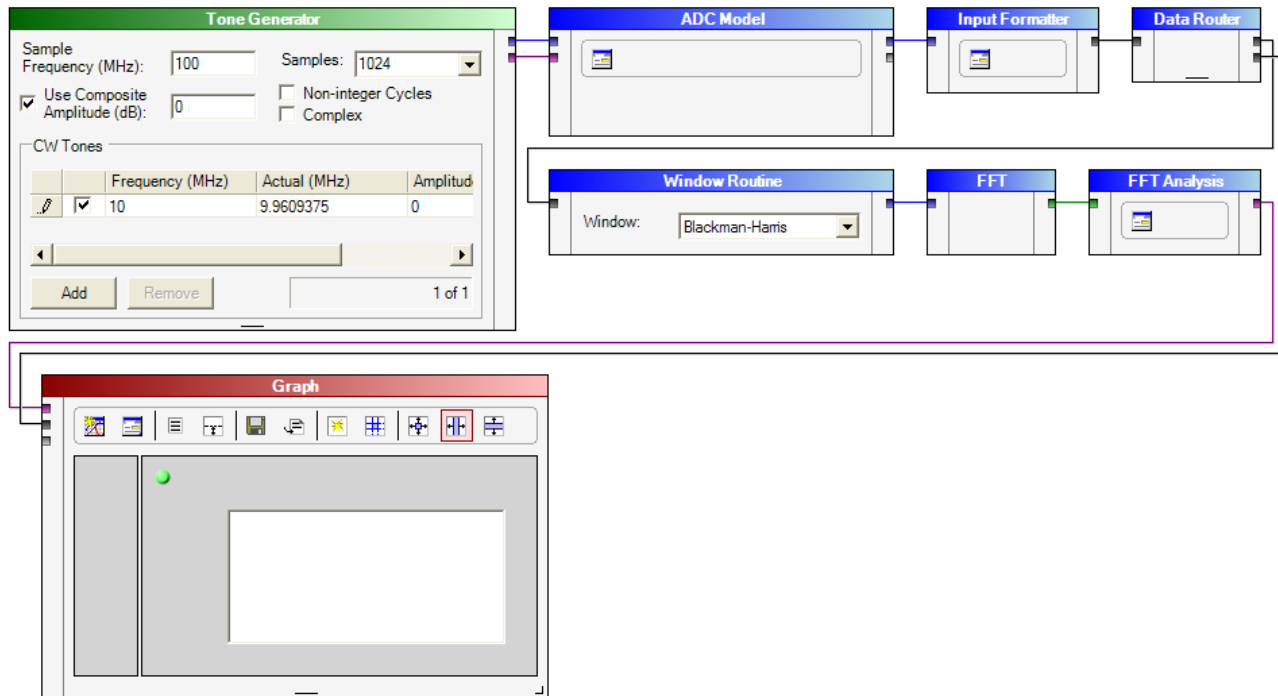 Tone Generator
Sample
Frequency (MHz):
100
Samples:
1024
Use Composite
Amplitude (dB):
0
Non-integer Cycles
Complex
CW Tones
Frequency (MHz)
Actual (MHz)
Amplitud
10
9.9609375
0
Add
Remove
1 of 1
ADC Model
Input Formatter
Data Router
Window Routine
Window:
Blackman-Harris
FFT
FFT Analysis
Graph